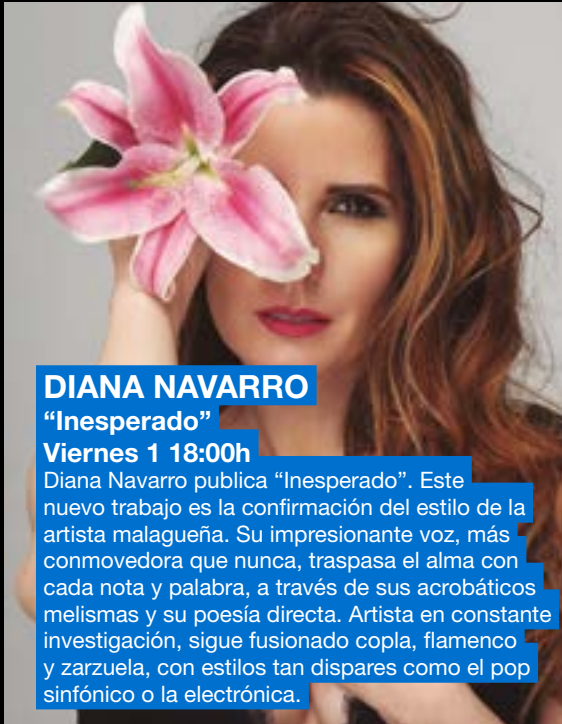 DIANA NAVARRO
“Inesperado”
Viernes 1 18:00h
Diana Navarro publica “Inesperado”. Este
nuevo trabajo es la confirmación del estilo de la
artista malagueña. Su impresionante voz, más
conmovedora que nunca, traspasa el alma con
cada nota y palabra, a través de sus acrobáticos
melismas y su poesía directa. Artista en constante
investigación, sigue fusionado copla, flamenco
y zarzuela, con estilos tan dispares como el pop
sinfónico o la electrónica.